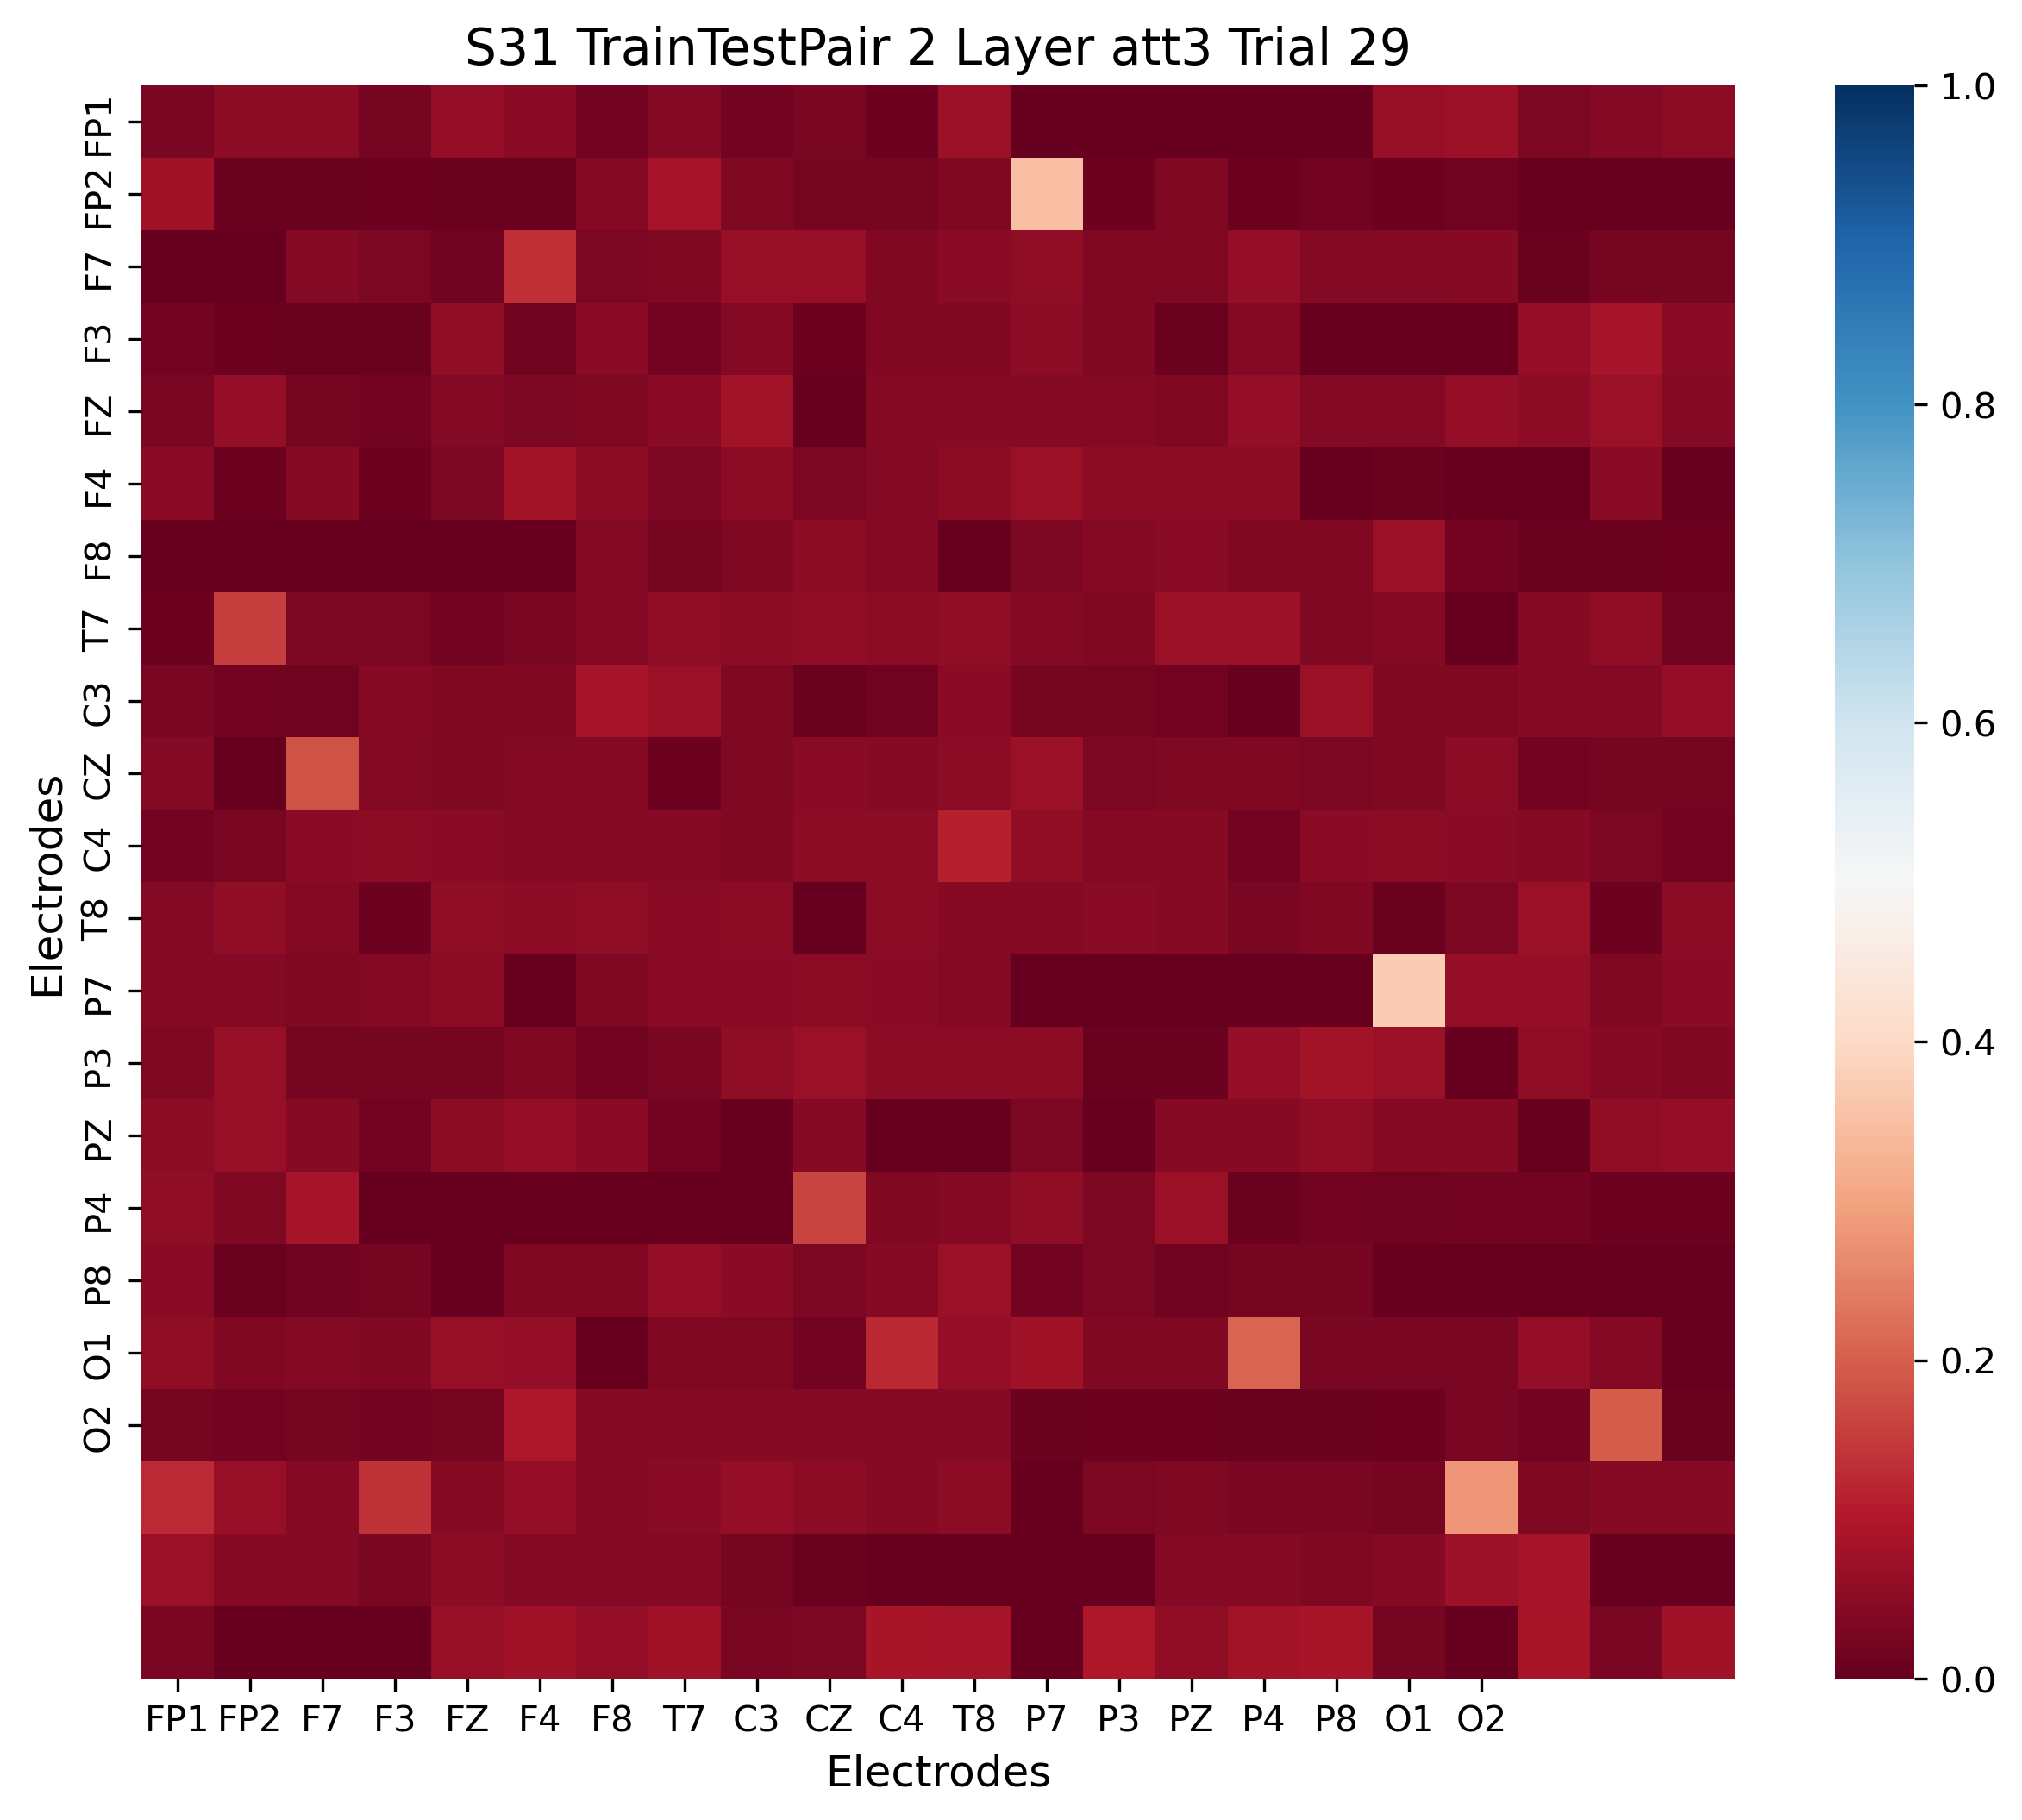 S31 TrainTestPair 2 Layer att3 Trial 29
Electrodes
FP1
FP2
F7
F3
FZ
F4
F8
T7
C3
CZ
C4
T8
P7
P3
PZ
P4
P8
O1
O2
FP1 FP2 F7 F3 FZ F4 F8 T7 C3 CZ C4 T8 P7 P3 PZ P4 P8 O1 O2
Electrodes
1.0
0.8
0.6
0.4
0.2
0.0